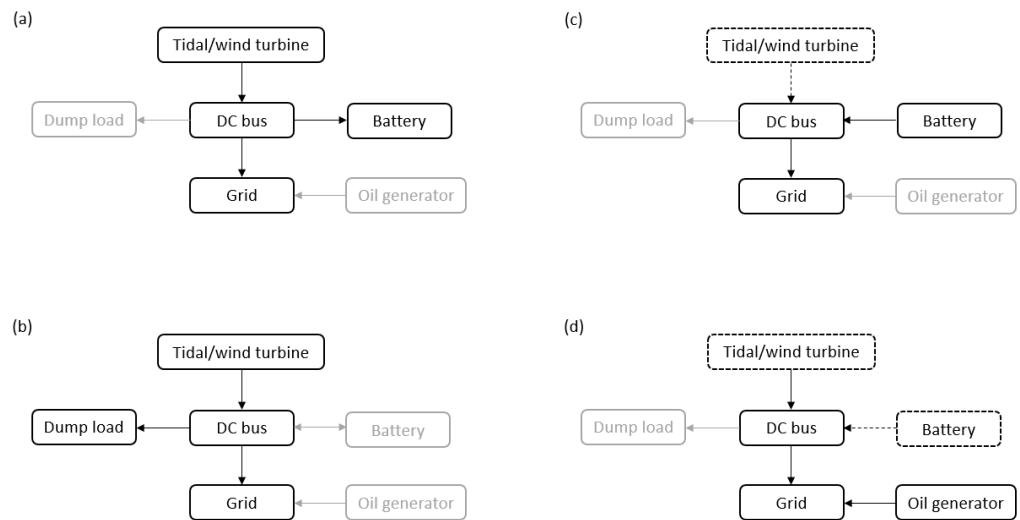 (a)
Tidal/wind turbine
Dump load
DC bus
Battery
Grid
Oil generator
(c)
Tidal/wind turbine
Dump load
DC bus
Battery
Grid
Oil generator
(b)
Tidal/wind turbine
Dump load
DC bus
Battery
Grid
Oil generator
(d)
Tidal/wind turbine
Dump load
DC bus
Battery
Grid
Oil generator